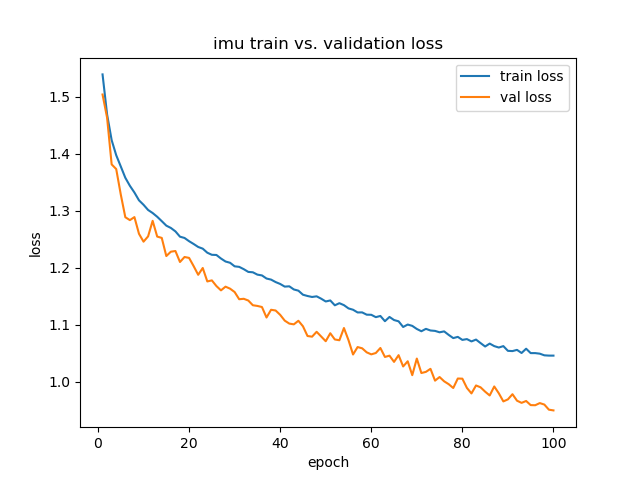 imu train vs. validation loss
train loss
val loss
loss
1.5
1.4
1.3
1.2
1.1
1.0
0 20 40 60 80 100
epoch